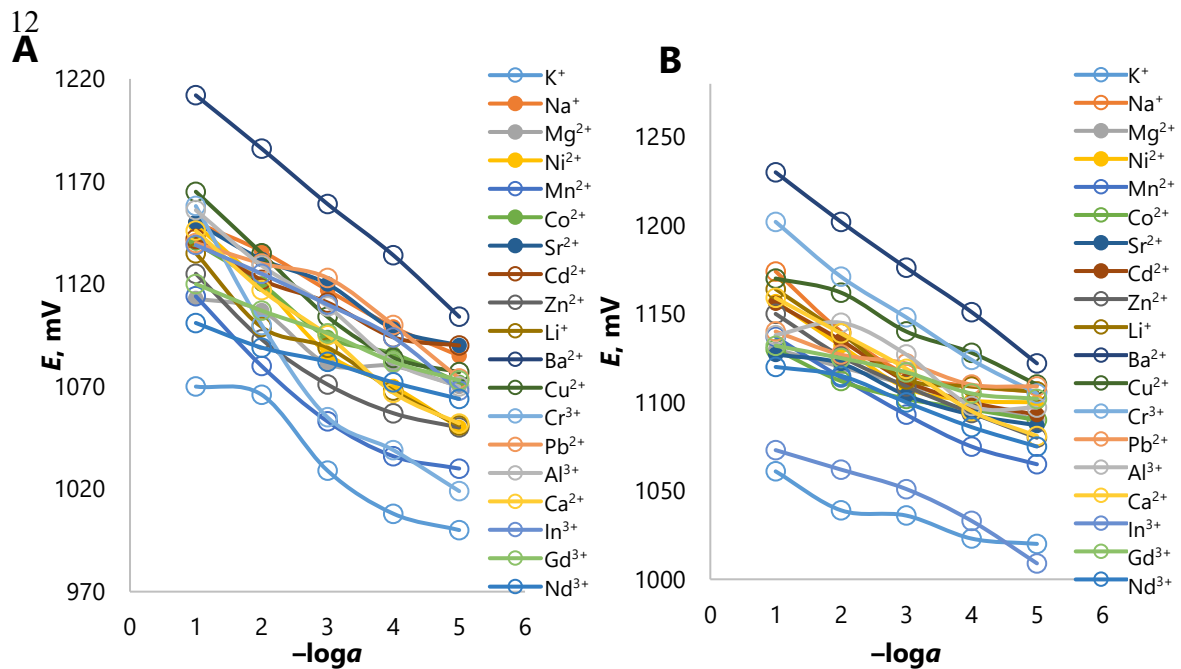 12
A
1220
1170
1120
1070
1020
970
E, mV
0 1 2 3 4 5 6
–loga
K⁺
Na⁺
Mg²⁺
Ni²⁺
Mn²⁺
Co²⁺
Sr²⁺
Cd²⁺
Zn²⁺
Li⁺
Ba²⁺
Cu²⁺
Cr³⁺
Pb²⁺
Al³⁺
Ca²⁺
In³⁺
Gd³⁺
Nd³⁺
B
1250
1200
1150
1100
1050
1000
E, mV
0 1 2 3 4 5 6
–loga
K⁺
Na⁺
Mg²⁺
Ni²⁺
Mn²⁺
Co²⁺
Sr²⁺
Cd²⁺
Zn²⁺
Li⁺
Ba²⁺
Cu²⁺
Cr³⁺
Pb²⁺
Al³⁺
Ca²⁺
In³⁺
Gd³⁺
Nd³⁺